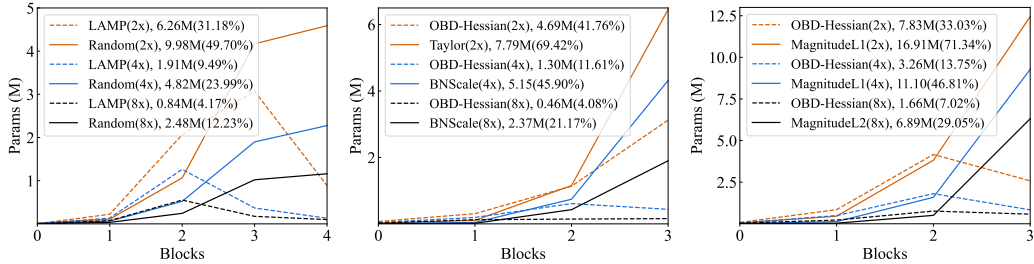 Params (M)
5
4
3
2
1
LAMP(2x), 6.26M(31.18%)
Random(2x), 9.98M(49.70%)
LAMP(4x), 1.91M(9.49%)
Random(4x), 4.82M(23.99%)
LAMP(8x), 0.84M(4.17%)
Random(8x), 2.48M(12.23%)
0 1 2 3 4
Blocks
Params (M)
6
4
2
OBD-Hessian(2x), 4.69M(41.76%)
Taylor(2x), 7.79M(69.42%)
OBD-Hessian(4x), 1.30M(11.61%)
BNScale(4x), 5.15(45.90%)
OBD-Hessian(8x), 0.46M(4.08%)
BNScale(8x), 2.37M(21.17%)
0 1 2 3
Blocks
Params (M)
12.5
10.0
7.5
5.0
2.5
OBD-Hessian(2x), 7.83M(33.03%)
MagnitudeL1(2x), 16.91M(71.34%)
OBD-Hessian(4x), 3.26M(13.75%)
MagnitudeL1(4x), 11.10(46.81%)
OBD-Hessian(8x), 1.66M(7.02%)
MagnitudeL2(8x), 6.89M(29.05%)
0 1 2 3
Blocks